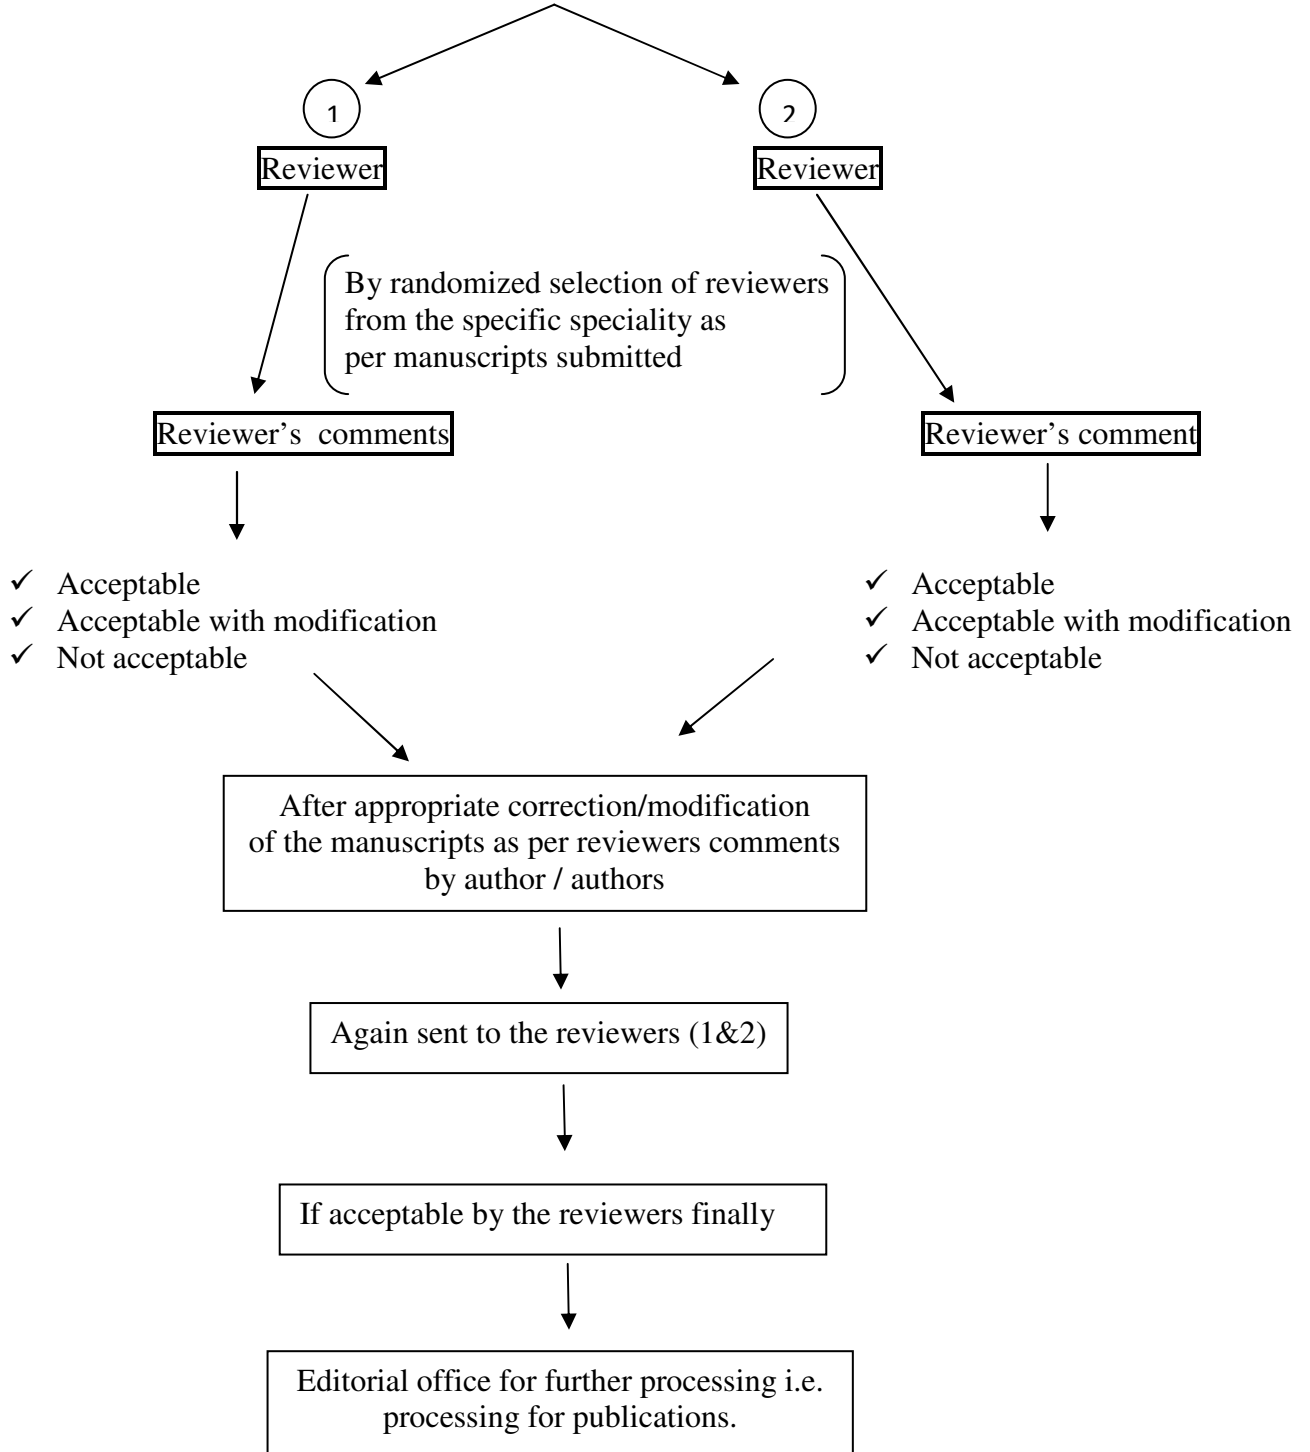 1
2
Reviewer
Reviewer
By randomized selection of reviewers
from the specific speciality as
per manuscripts submitted
Reviewer’s  comments
Reviewer’s comment
✓ Acceptable
✓ Acceptable with modification
✓ Not acceptable
✓ Acceptable
✓ Acceptable with modification
✓ Not acceptable
After appropriate correction/modification
of the manuscripts as per reviewers comments
by author / authors
Again sent to the reviewers (1&2)
If acceptable by the reviewers finally
Editorial office for further processing i.e.
processing for publications.